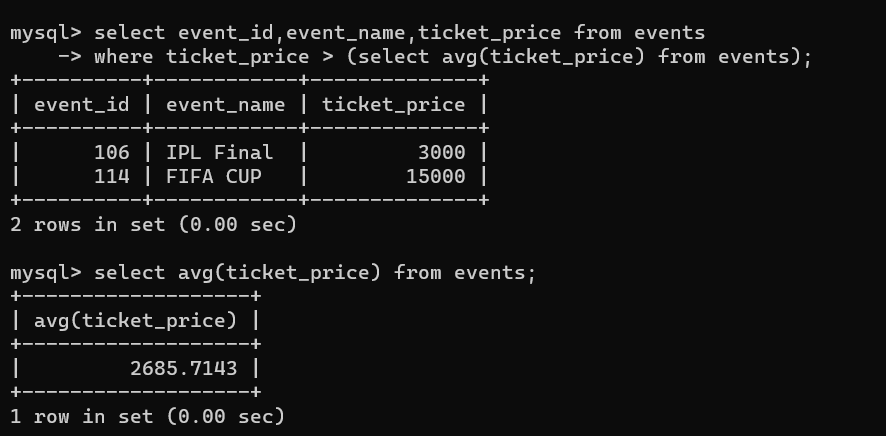 mysql> select event_id,event_name,ticket_price from events
    -> where ticket_price > (select avg(ticket_price) from events);
+----------+------------+--------------+
| event_id | event_name | ticket_price |
+----------+------------+--------------+
|      106 | IPL Final  |         3000 |
|      114 | FIFA CUP   |        15000 |
+----------+------------+--------------+
2 rows in set (0.00 sec)

mysql> select avg(ticket_price) from events;
+-------------------+
| avg(ticket_price) |
+-------------------+
|         2685.7143 |
+-------------------+
1 row in set (0.00 sec)